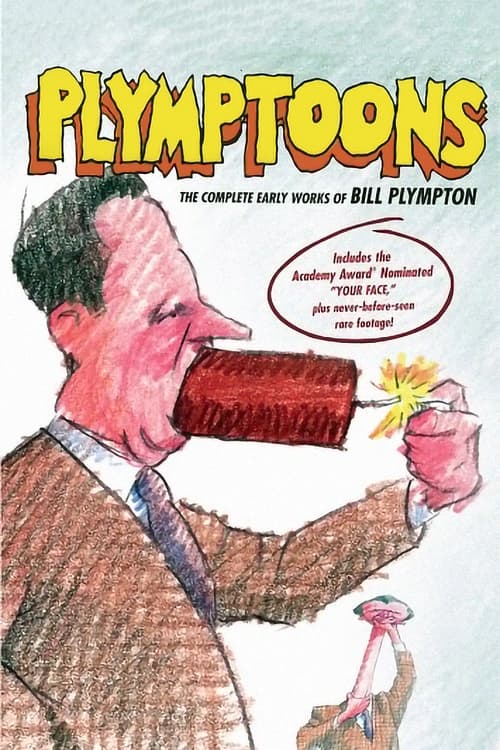 PLYMPTOONS
THE COMPLETE EARLY WORKS OF BILL PLYMPTON
Includes the
Academy Award® Nominated
"YOUR FACE,"
plus never-before-seen
rare footage!